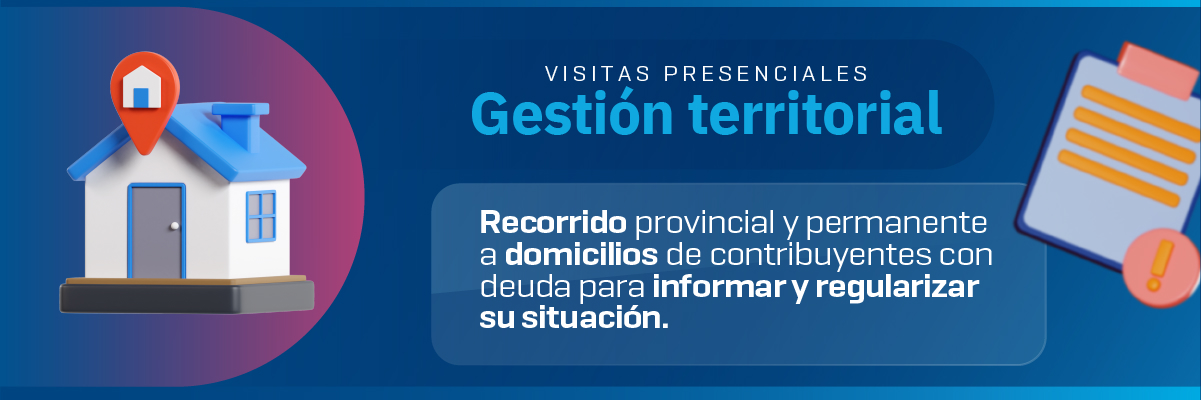 VISITAS PRESENCIALES
Gestión territorial
Recorrido provincial y permanente
a domicilios de contribuyentes con
deuda para informar y regularizar
su situación.